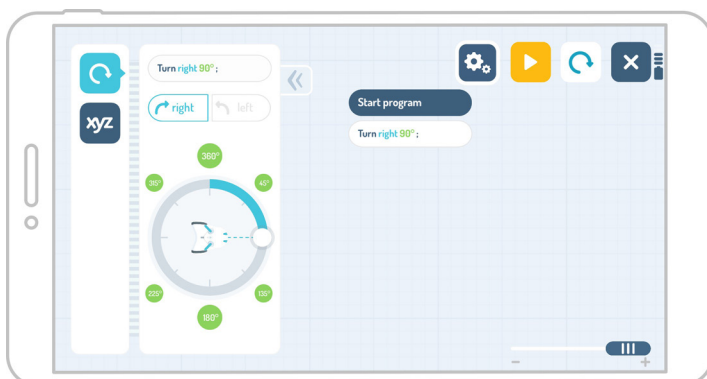 Turn right 90° ;
right
left
xyz
360°
315°
45°
225°
135°
180°
Start program
Turn right 90° ;
-
+